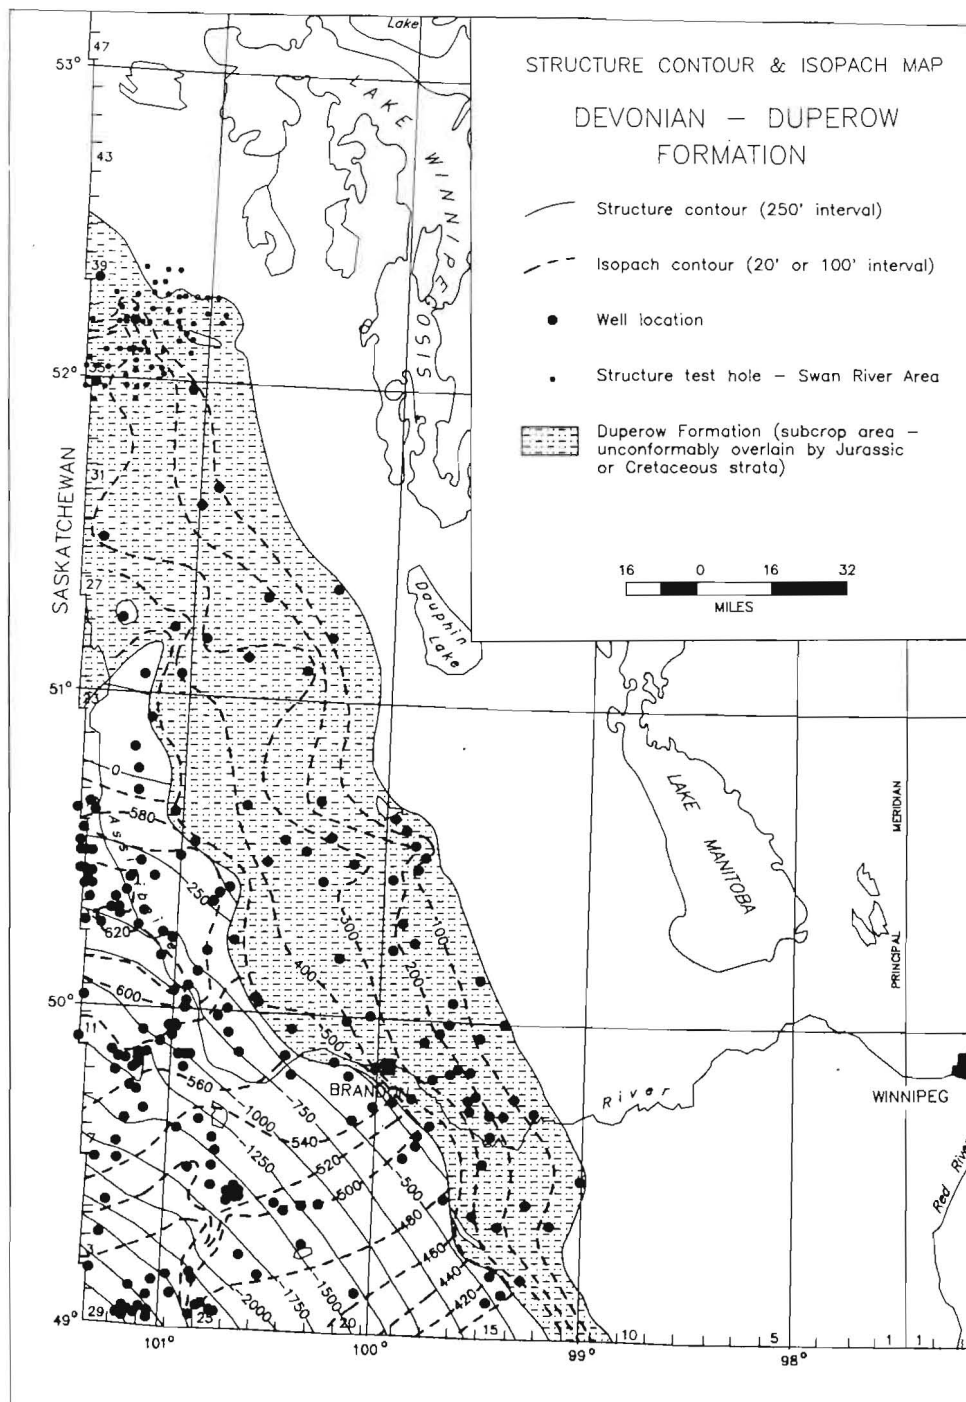 STRUCTURE CONTOUR & ISOPACH MAP
DEVONIAN – DUPEROW
FORMATION
Structure contour (250' interval)
Isopach contour (20' or 100' interval)
Well location
Structure test hole – Swan River Area
Duperow Formation (subcrop area –
unconformably overlain by Jurassic
or Cretaceous strata)
16 0 16 32
MILES
Lake
LAKE
WINNIPEGOSIS
47
53°
43
39
35
52°
31
SASKATCHEWAN
27
Dauphin
Lake
23
51°
0
580
250
620
600
50°
11
LAKE
MANITOBA
PRINCIPAL MERIDIAN
300
100
200
400
500
BRANDON
River
WINNIPEG
Red River
560
1000
750
540
520
1250
500
500
480
460
440
420
1500
1750
2000
7
3
49°
29
25
20
15
10
5
1
1
101°
100°
99°
98°